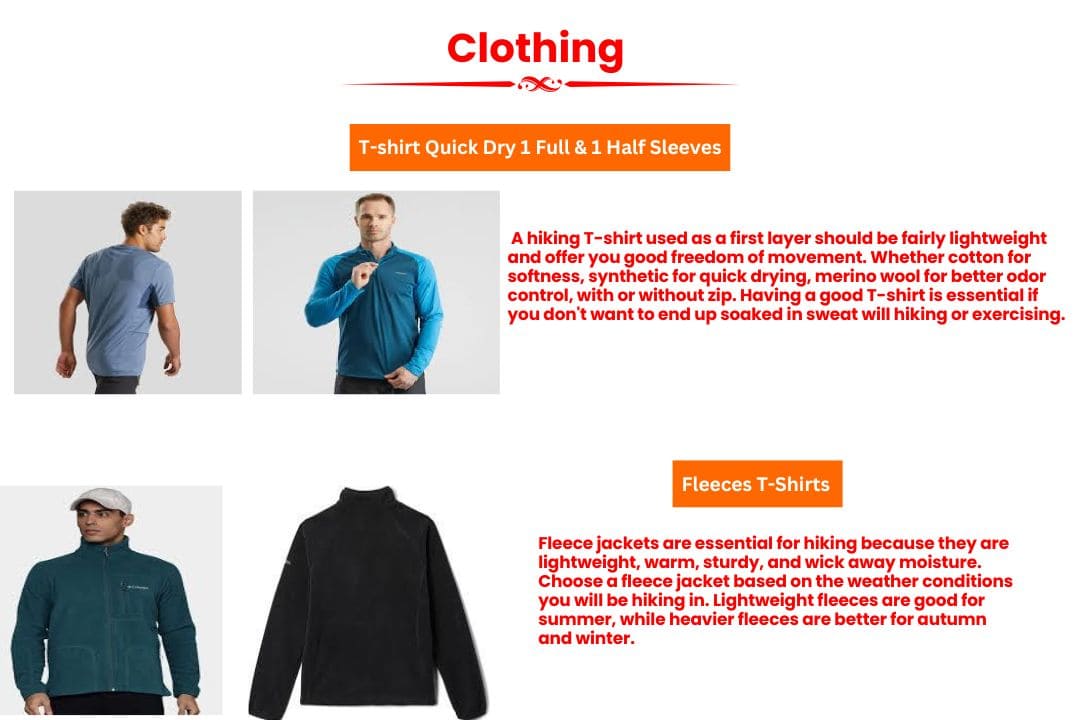 Clothing
T-shirt Quick Dry 1 Full & 1 Half Sleeves
A hiking T-shirt used as a first layer should be fairly lightweight
and offer you good freedom of movement. Whether cotton for
softness, synthetic for quick drying, merino wool for better odor
control, with or without zip. Having a good T-shirt is essential if
you don't want to end up soaked in sweat will hiking or exercising.
Fleeces T-Shirts
Fleece jackets are essential for hiking because they are
lightweight, warm, sturdy, and wick away moisture.
Choose a fleece jacket based on the weather conditions
you will be hiking in. Lightweight fleeces are good for
summer, while heavier fleeces are better for autumn
and winter.